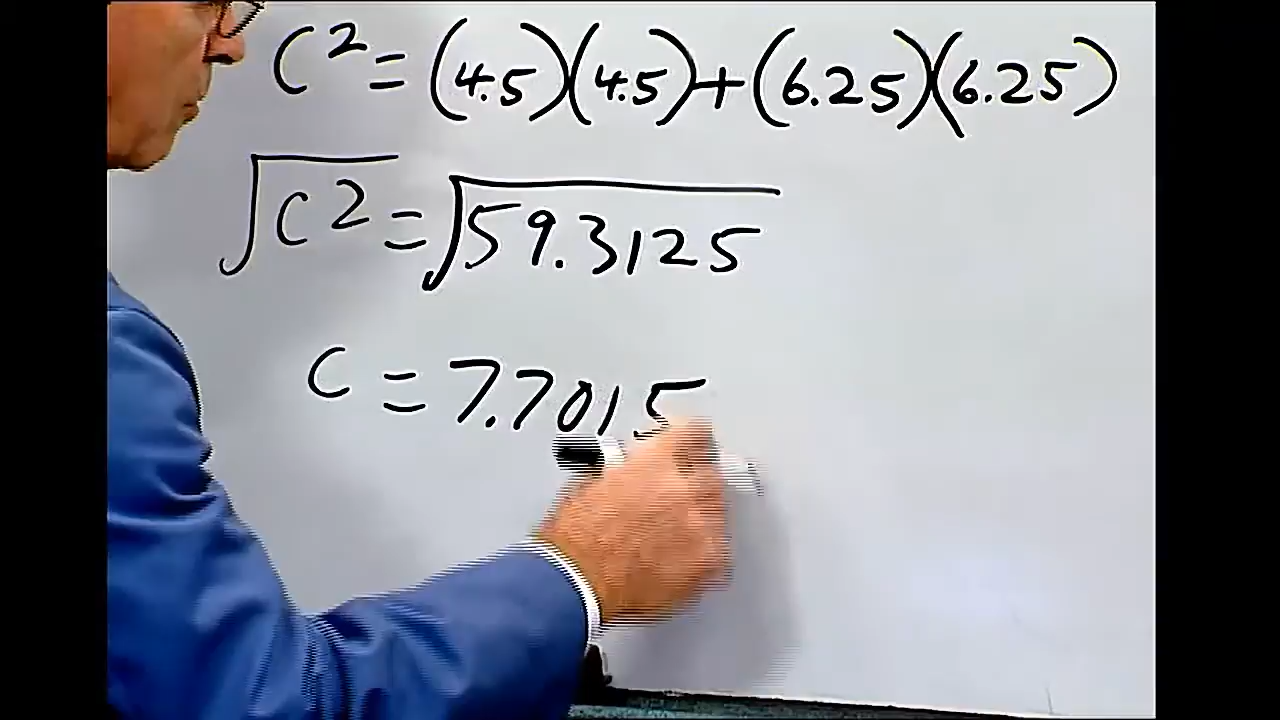 C² = (4.5)(4.5) + (6.25)(6.25)
√C² = √59.3125
C = 7.7015